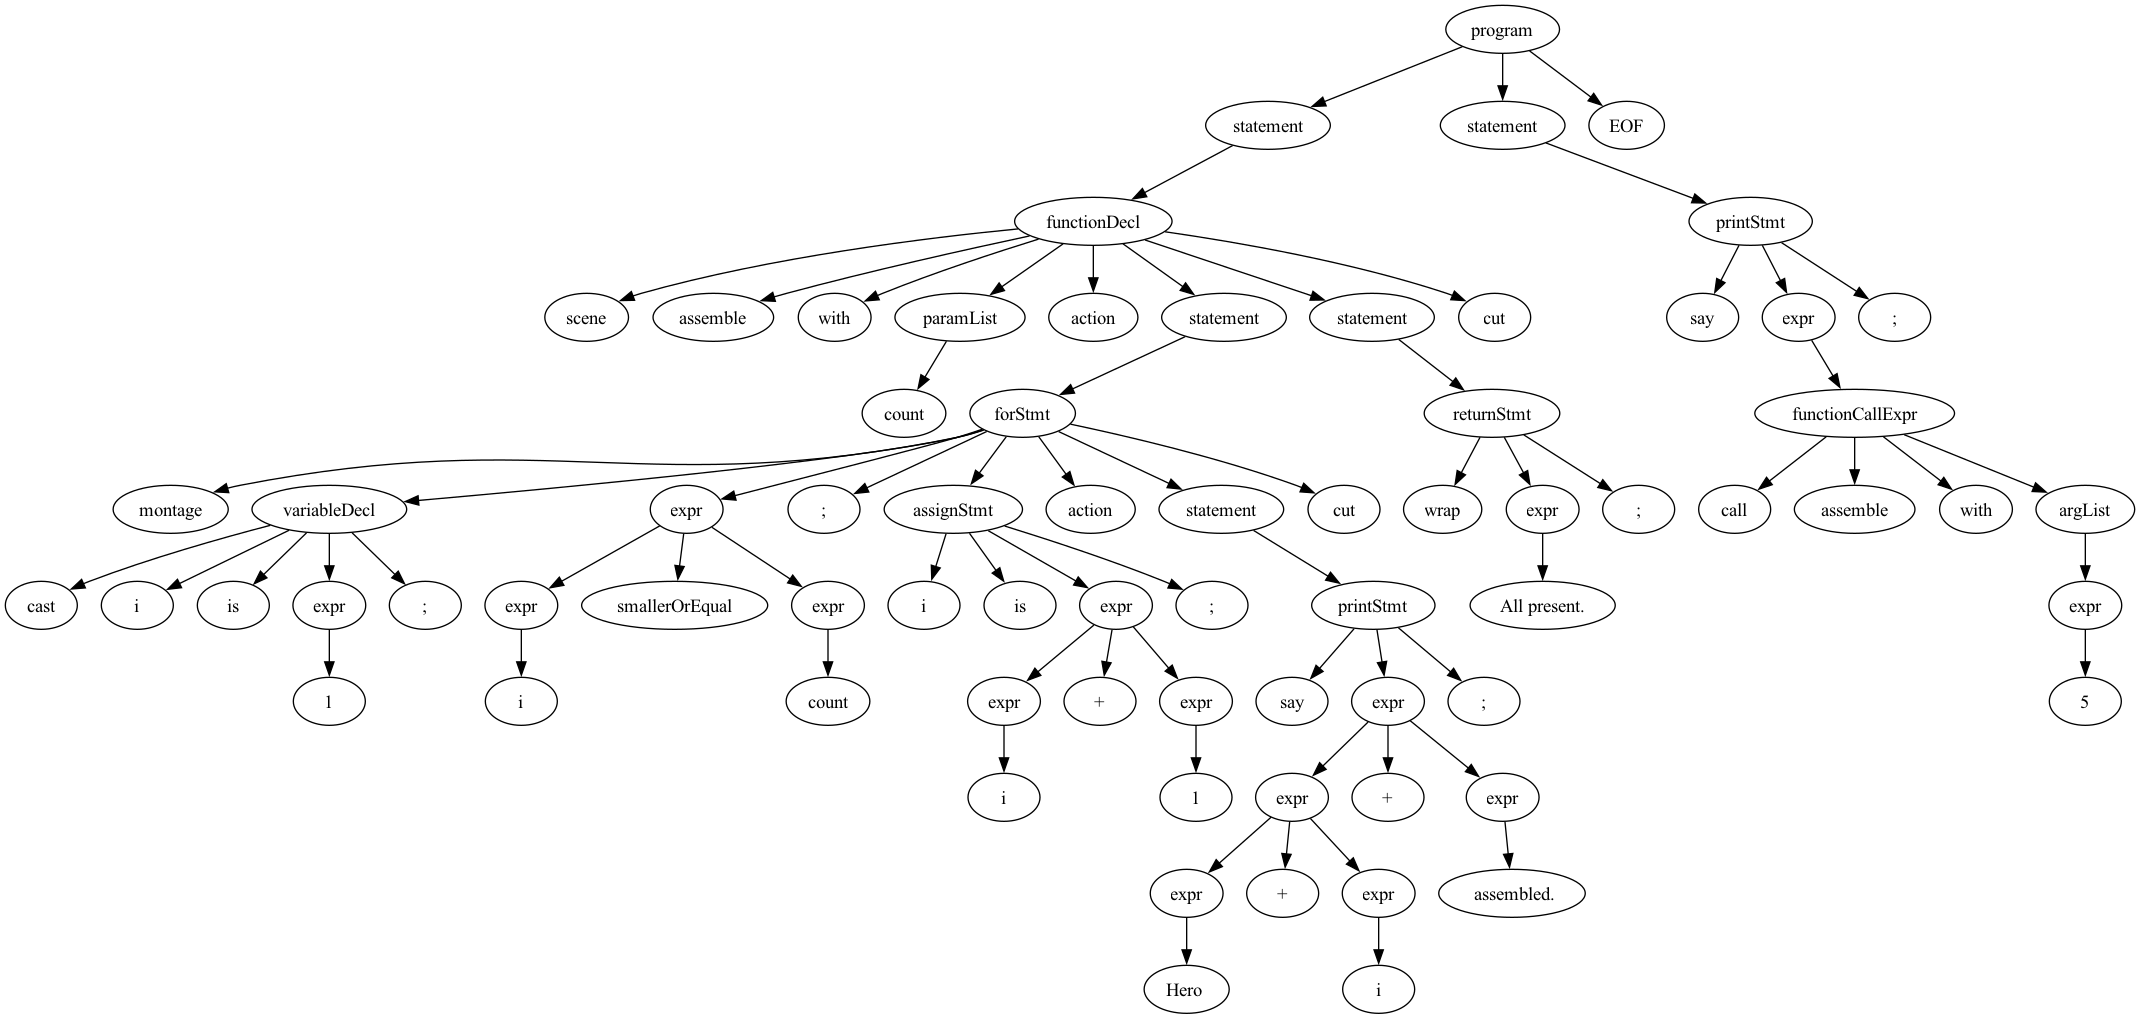 program
statement statement EOF
functionDecl printStmt
scene assemble with paramList action statement statement cut say expr ;
count forStmt returnStmt functionCallExpr
montage variableDecl expr ; assignStmt action statement cut wrap expr ; call assemble with argList
cast i is expr ; expr smallerOrEqual expr i is expr ; printStmt All present. expr
1 i count expr + expr say expr ; 5
i 1 expr + expr
expr + expr assembled.
Hero i